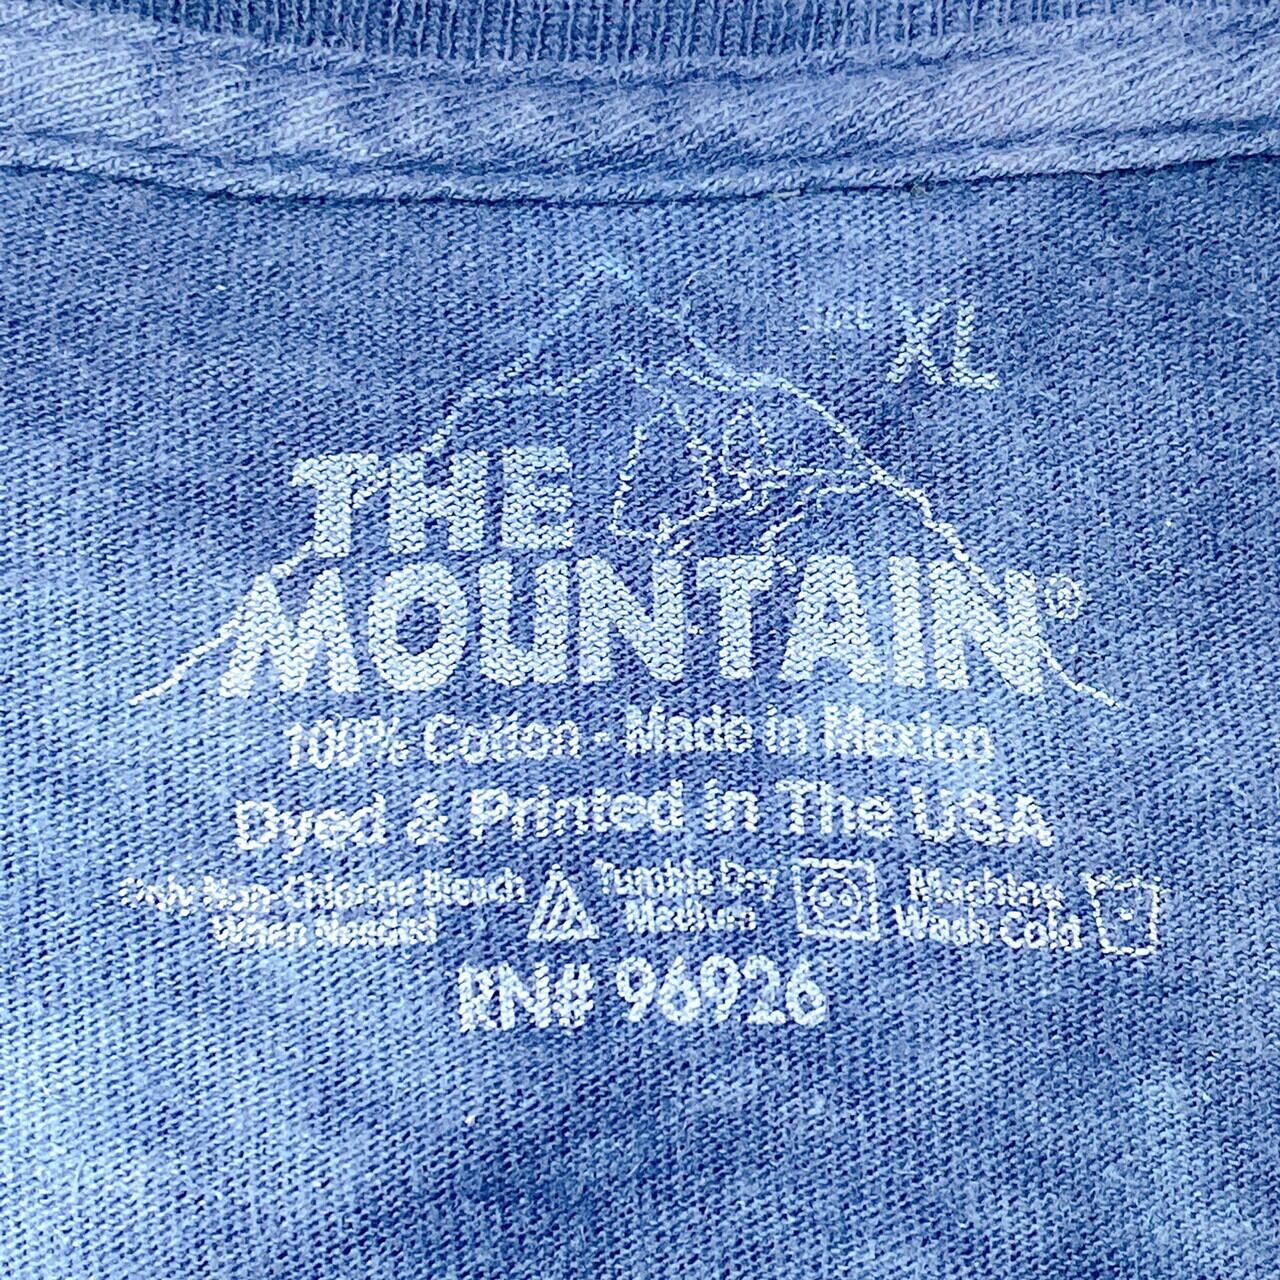 XL
THE
MOUNTAIN®
100% Cotton - Made in Mexico
Dyed & Printed In The USA
Only Non-Chlorine Bleach
When Needed
Tumble Dry
Medium
Machine
Wash Cold
RN# 96926